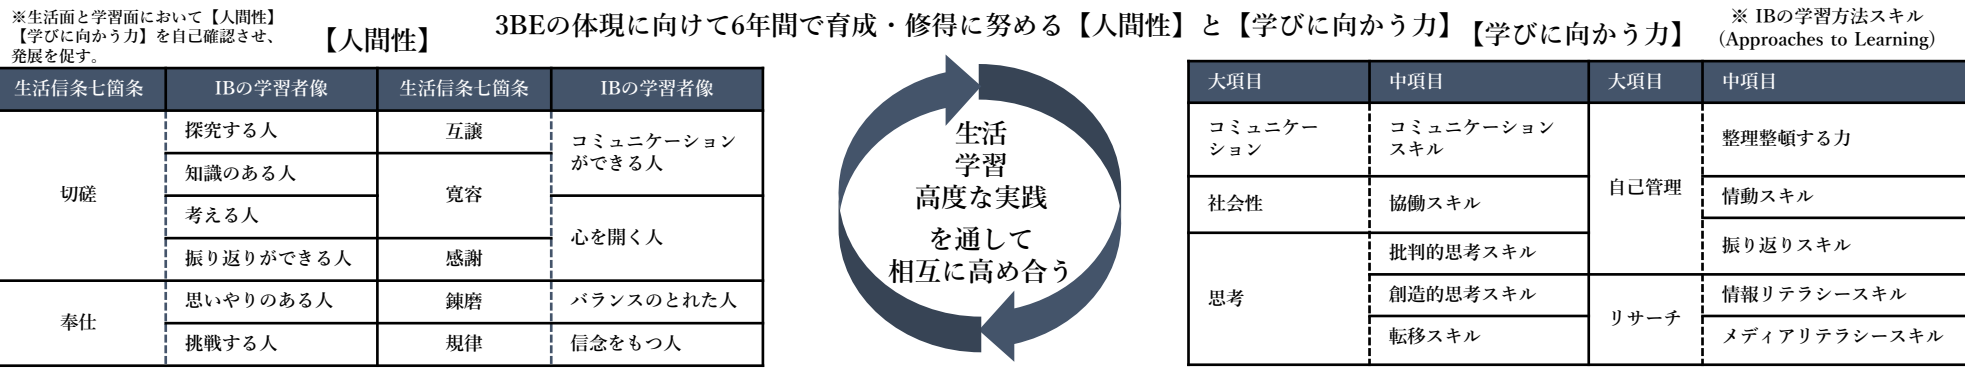 ※生活面と学習面において【人間性】
【学びに向かう力】を自己確認させ、
発展を促す。
【人間性】
3BEの体現に向けて6年間で育成・修得に努める【人間性】と【学びに向かう力】
【学びに向かう力】
※ IBの学習方法スキル
(Approaches to Learning)
生活信条七箇条 IBの学習者像 生活信条七箇条 IBの学習者像
切磋
探究する人
知識のある人
考える人
振り返りができる人
奉仕
思いやりのある人
挑戦する人
互譲
寛容
感謝
錬磨
規律
コミュニケーション
ができる人
心を開く人
バランスのとれた人
信念をもつ人
生活
学習
高度な実践
を通して
相互に高め合う
大項目 中項目 大項目 中項目
コミュニケー
ション
コミュニケーション
スキル
社会性
協働スキル
思考
批判的思考スキル
創造的思考スキル
転移スキル
自己管理
整理整頓する力
情動スキル
振り返りスキル
リサーチ
情報リテラシースキル
メディアリテラシースキル